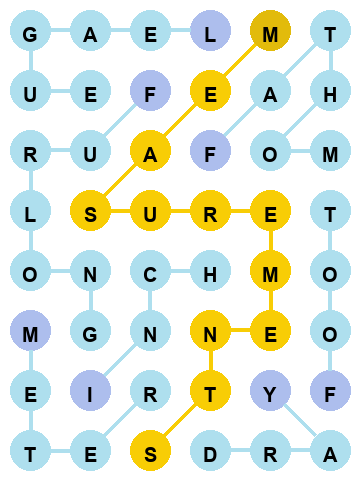 G A E L M T
U E F E A H
R U A F O M
L S U R E T
O N C H M O
M G N N E O
E I R T Y F
T E S D R A